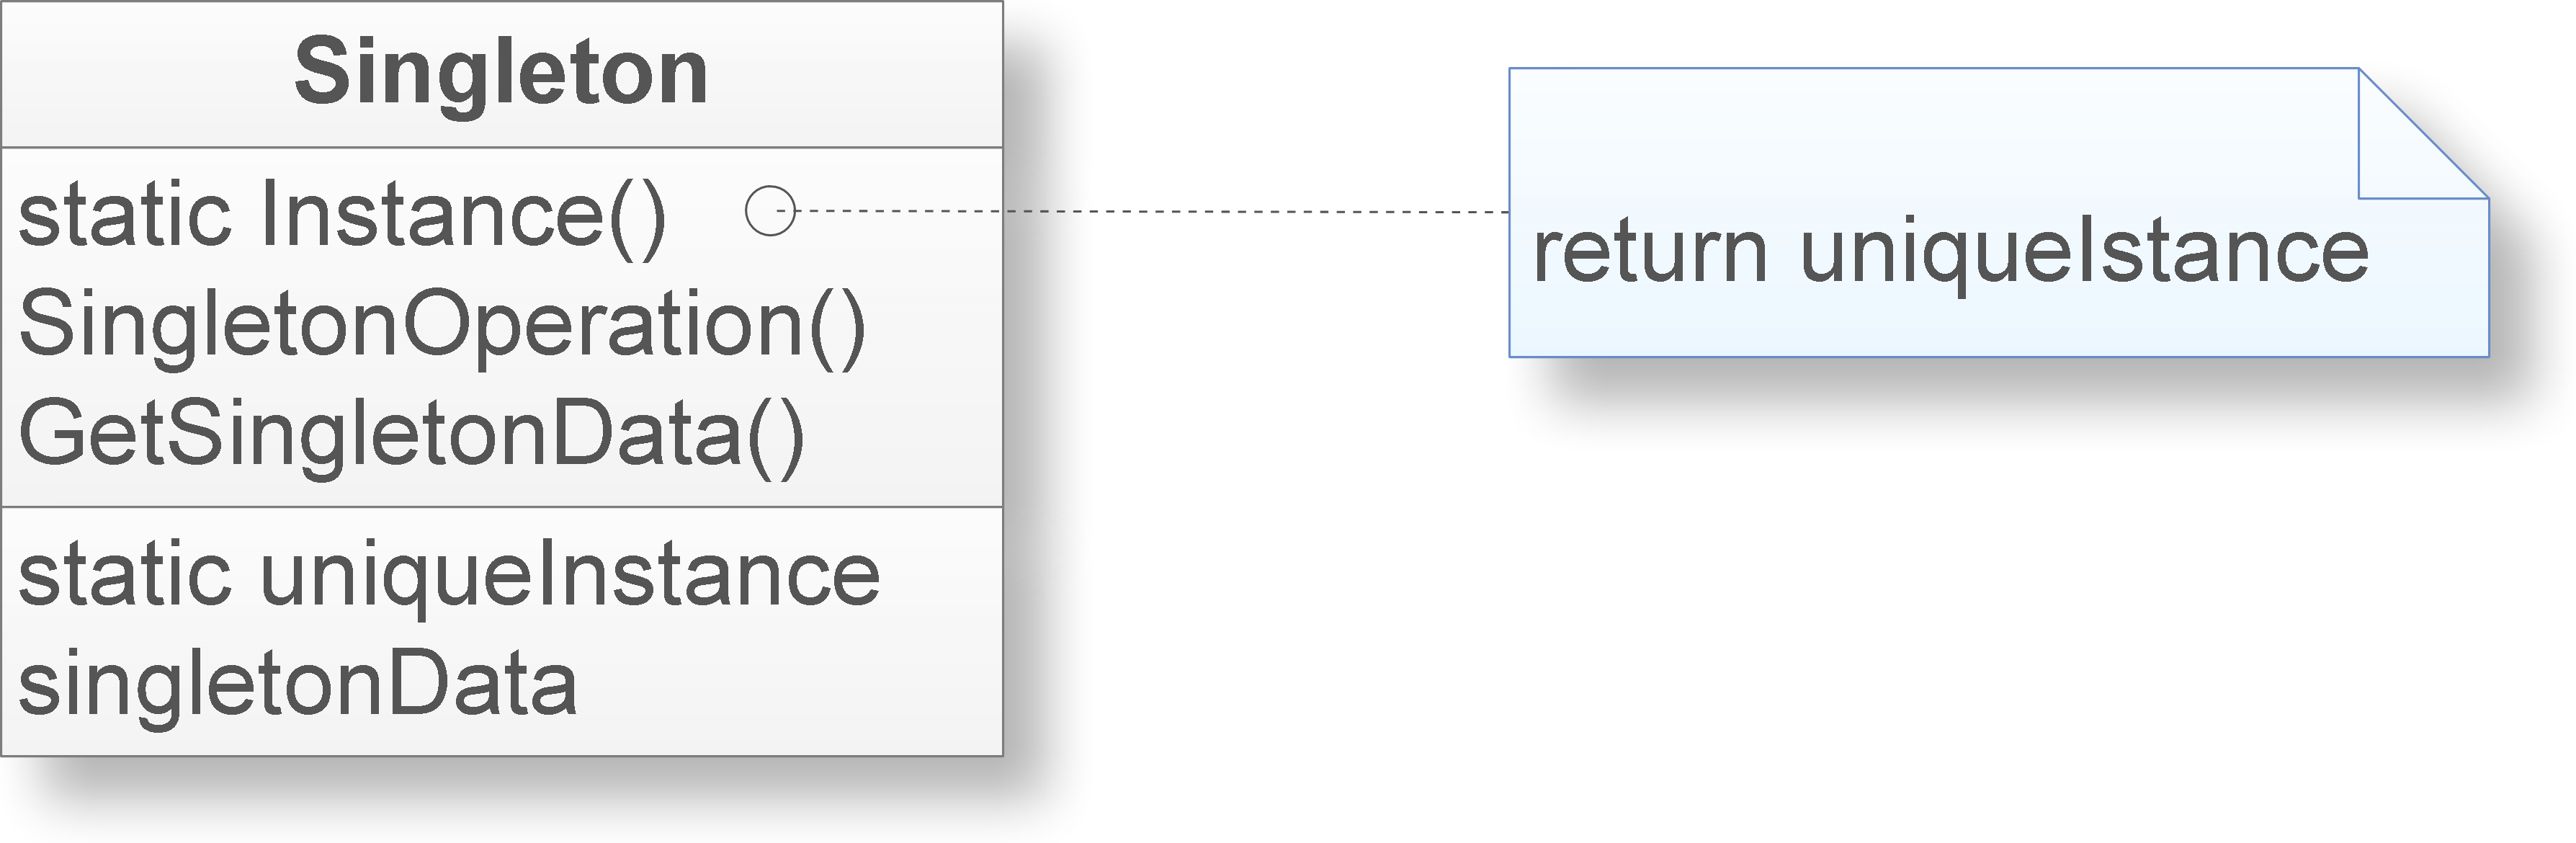 Singleton
static Instance()
SingletonOperation()
GetSingletonData()
static uniqueInstance
singletonData
return uniqueIstance